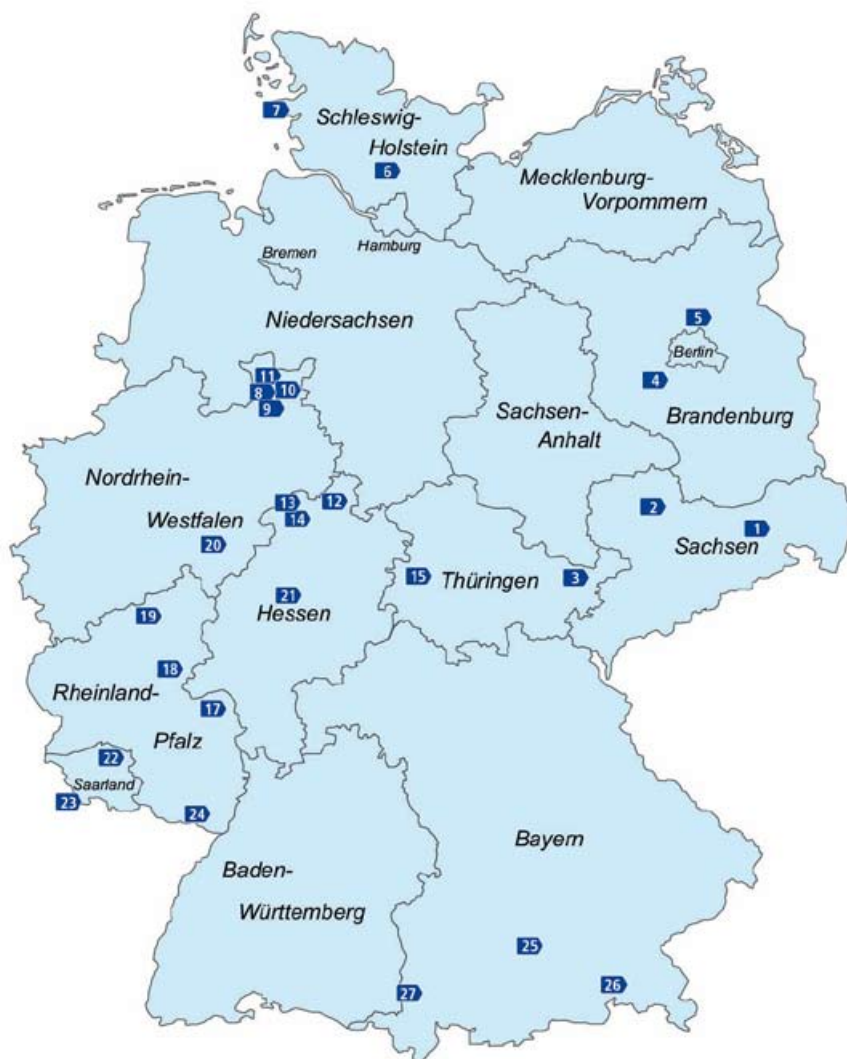 7
Schleswig-
Holstein
6
Mecklenburg-
Vorpommern
Hamburg
Bremen
Niedersachsen
5
Berlin
4
Brandenburg
11
8
10
9
Sachsen-
Anhalt
Nordrhein-
Westfalen
13
12
14
20
2
1
Sachsen
15
Thüringen
3
21
Hessen
19
18
Rheinland-
Pfalz
17
22
Saarland
23
24
Bayern
Baden-
Württemberg
25
26
27